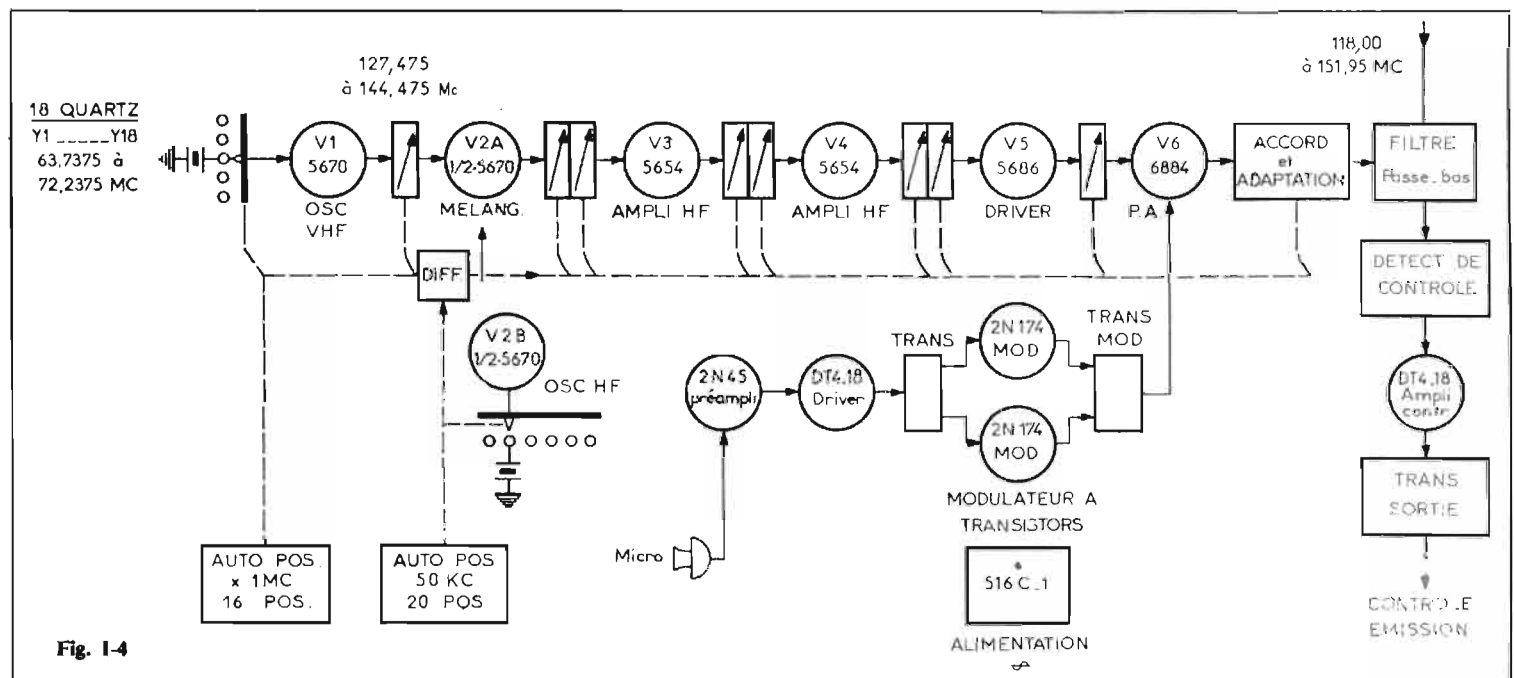 127,475
à 144,475 Mc
118,00
à 151,95 MC
18 QUARTZ
Y1 _____Y18
63,7375 à
72,2375 MC
V1
5670
OSC
VHF
V2A
1/2-5670
MELANG.
V3
5654
AMPLI HF
V4
5654
AMPLI HF
V5
5686
DRIVER
V6
6884
P.A
ACCORD
et
ADAPTATION
FILTRE
Passe_bas
DIFF
V2B
1/2-5670
OSC HF
DETECT DE
CONTROLE
2N45
préampli
DT4.18
Driver
TRANS
2N174
MOD
2N174
MOD
TRANS
MOD
DT4.18
Ampli
contr
MODULATEUR A
TRANSISTORS
TRANS
SORTIE
Micro
AUTO POS.
x 1MC
16 POS.
AUTO POS
50 KC
20 POS
516 C_1
ALIMENTATION
CONTROLE
EMISSION
Fig. 1-4